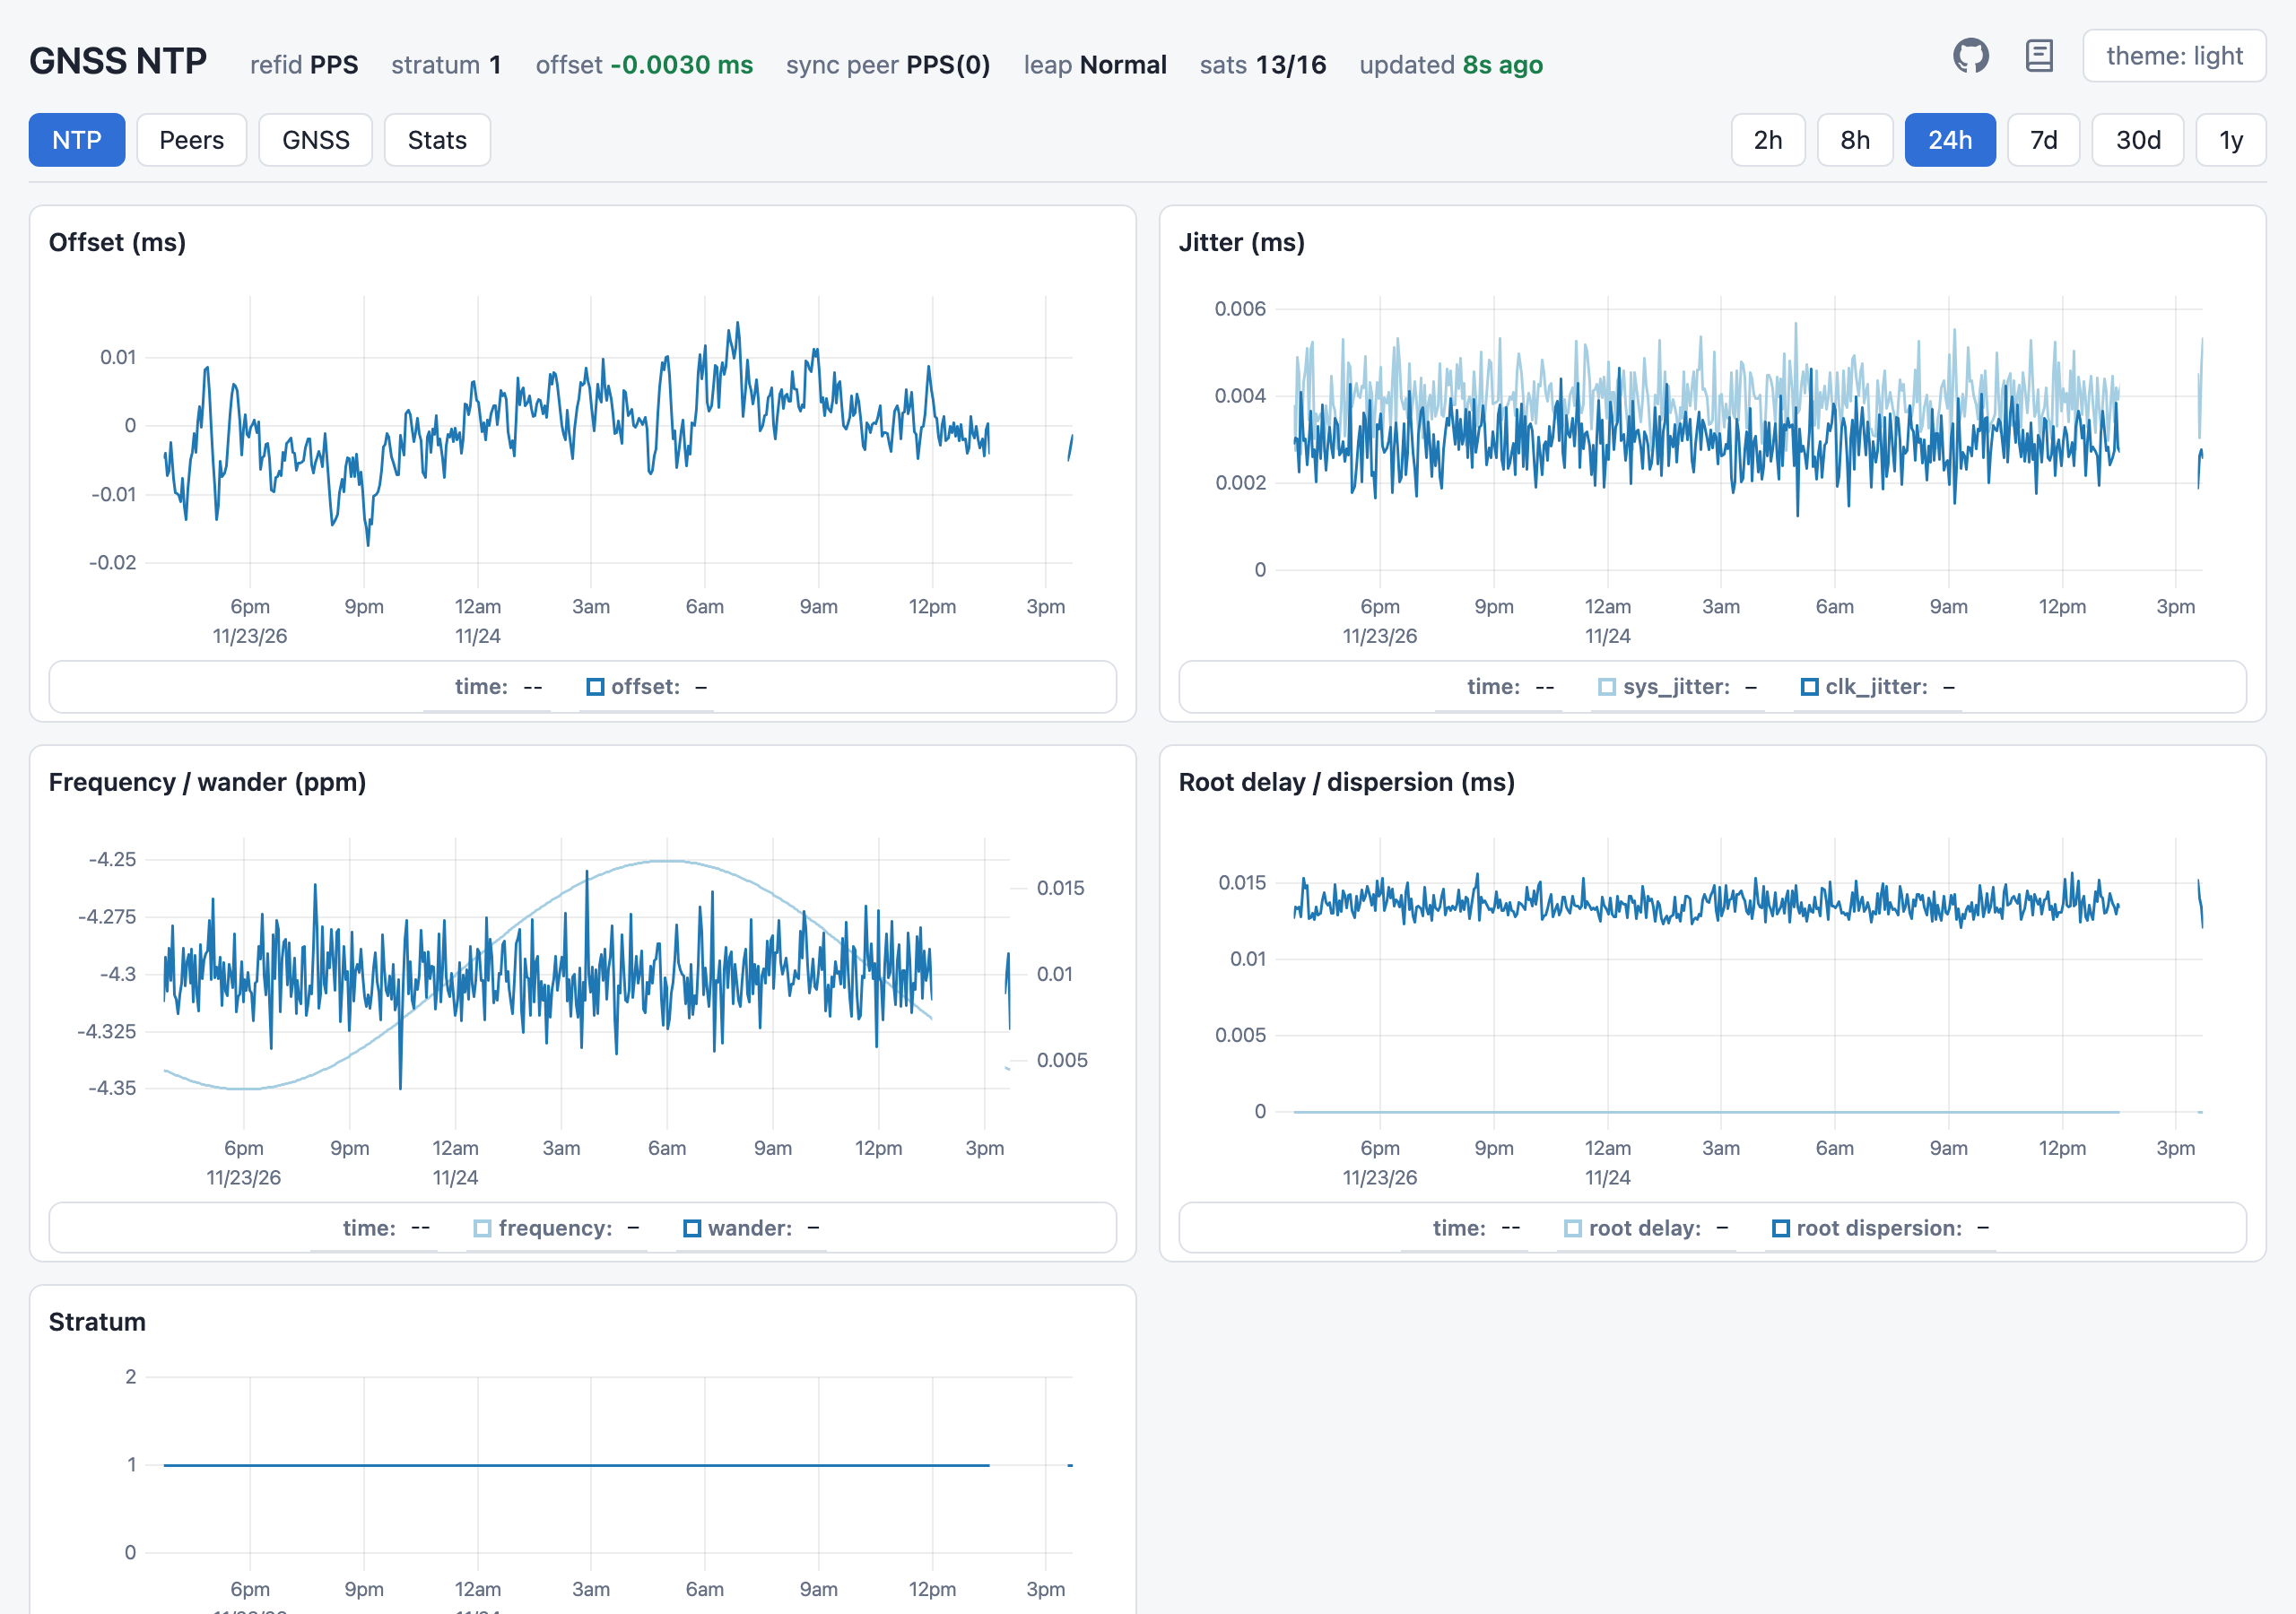 GNSS NTP refid PPS stratum 1 offset -0.0030 ms sync peer PPS(0) leap Normal sats 13/16 updated 8s ago theme: light
NTP Peers GNSS Stats 2h 8h 24h 7d 30d 1y
Offset (ms)
0.01
0
-0.01
-0.02
6pm 9pm 12am 3am 6am 9am 12pm 3pm
11/23/26 11/24
time: -- offset: –
Jitter (ms)
0.006
0.004
0.002
0
6pm 9pm 12am 3am 6am 9am 12pm 3pm
11/23/26 11/24
time: -- sys_jitter: – clk_jitter: –
Frequency / wander (ppm)
-4.25
-4.275
-4.3
-4.325
-4.35
0.015
0.01
0.005
6pm 9pm 12am 3am 6am 9am 12pm 3pm
11/23/26 11/24
time: -- frequency: – wander: –
Root delay / dispersion (ms)
0.015
0.01
0.005
0
6pm 9pm 12am 3am 6am 9am 12pm 3pm
11/23/26 11/24
time: -- root delay: – root dispersion: –
Stratum
2
1
0
6pm 9pm 12am 3am 6am 9am 12pm 3pm